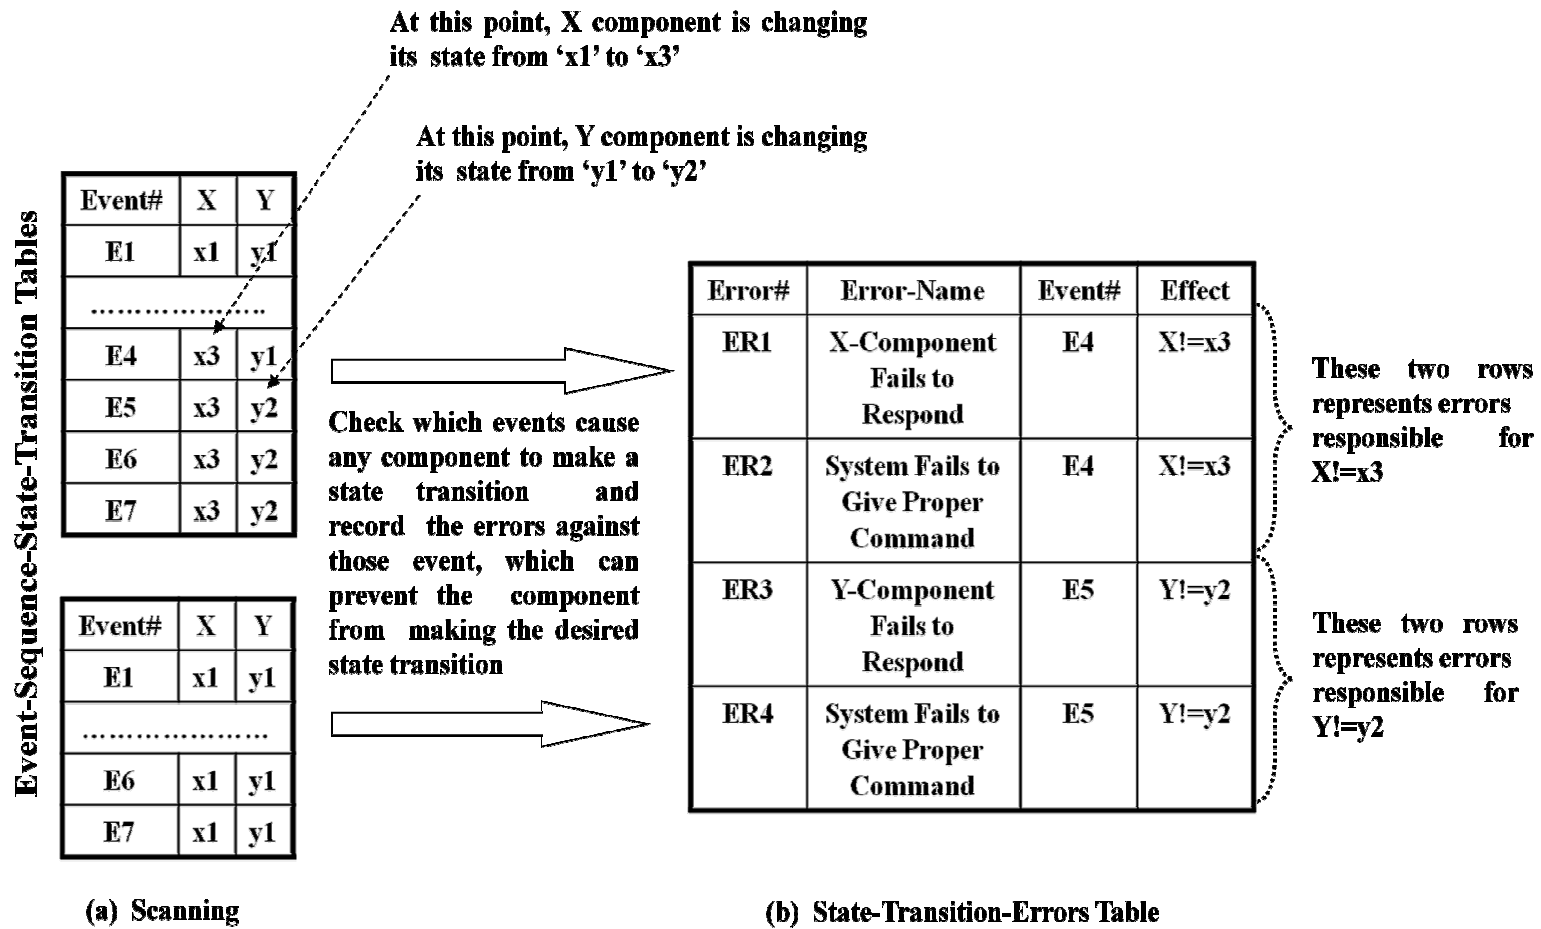 At this point, X component is changing
its state from ‘x1’ to ‘x3’
At this point, Y component is changing
its state from ‘y1’ to ‘y2’
Event-Sequence-State-Transition Tables
Event# X Y
E1 x1 y1
.....................
E4 x3 y1
E5 x3 y2
E6 x3 y2
E7 x3 y2
Event# X Y
E1 x1 y1
.....................
E6 x1 y1
E7 x1 y1
(a) Scanning
Check which events cause
any component to make a
state transition and
record the errors against
those event, which can
prevent the component
from making the desired
state transition
Error# Error-Name Event# Effect
ER1 X-Component E4 X!=x3
Fails to
Respond
ER2 System Fails to E4 X!=x3
Give Proper
Command
ER3 Y-Component E5 Y!=y2
Fails to
Respond
ER4 System Fails to E5 Y!=y2
Give Proper
Command
(b) State-Transition-Errors Table
These two rows
represents errors
responsible for
X!=x3
These two rows
represents errors
responsible for
Y!=y2